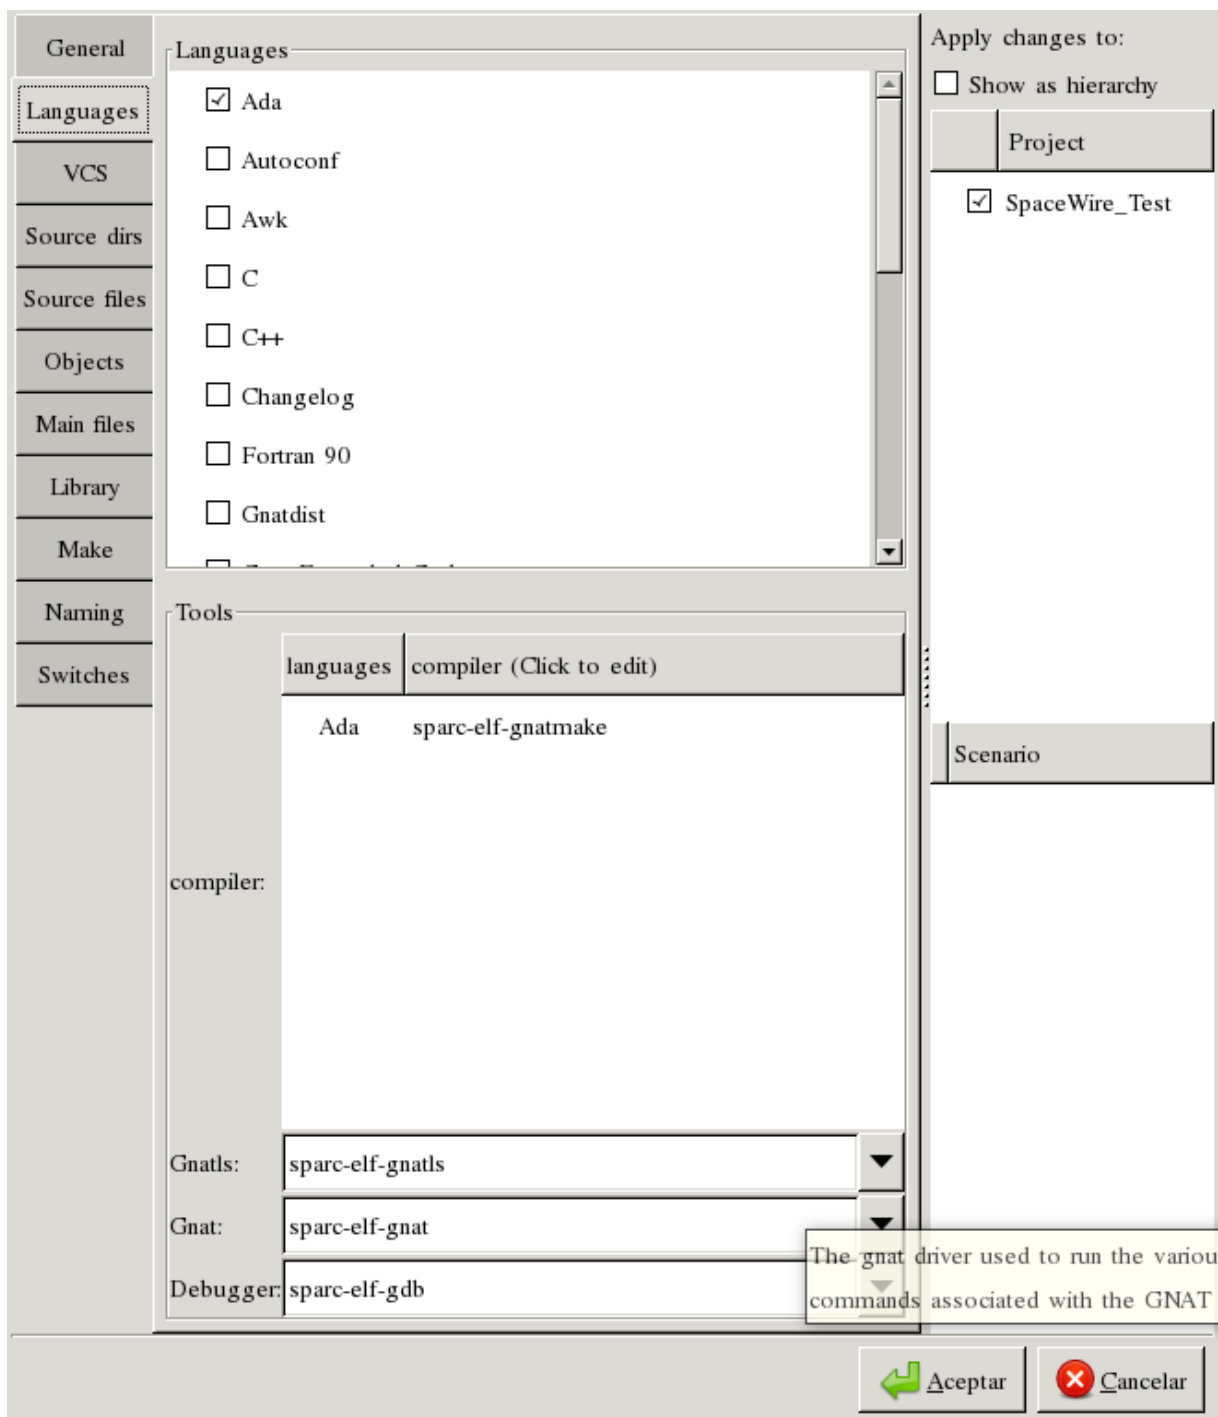 General
Languages
VCS
Source dirs
Source files
Objects
Main files
Library
Make
Naming
Switches
Languages
Ada
Autoconf
Awk
C
C++
Changelog
Fortran 90
Gnatdist
Tools
languages compiler (Click to edit)
Ada sparc-elf-gnatmake
compiler:
Gnatls: sparc-elf-gnatls
Gnat: sparc-elf-gnat
Debugger: sparc-elf-gdb
Apply changes to:
Show as hierarchy
Project
SpaceWire_Test
Scenario
The gnat driver used to run the variou
commands associated with the GNAT
Aceptar
Cancelar